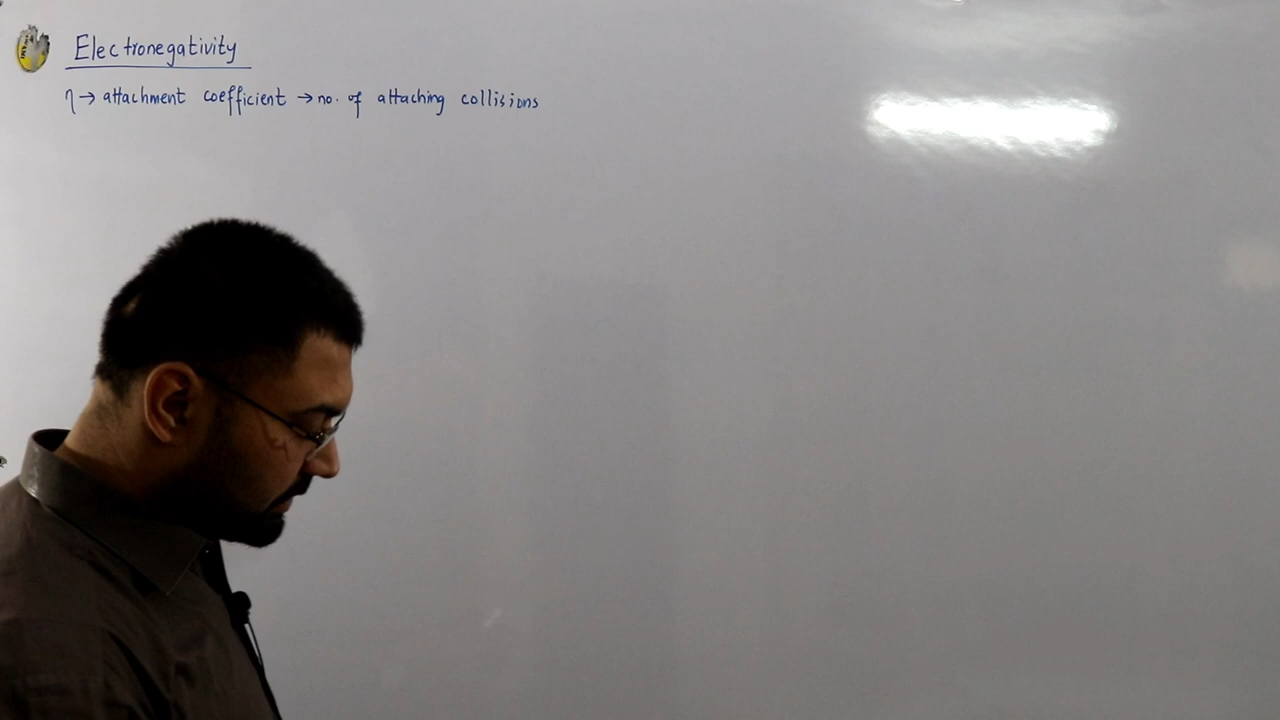 Electronegativity
η → attachment coefficient → no. of attaching collisions